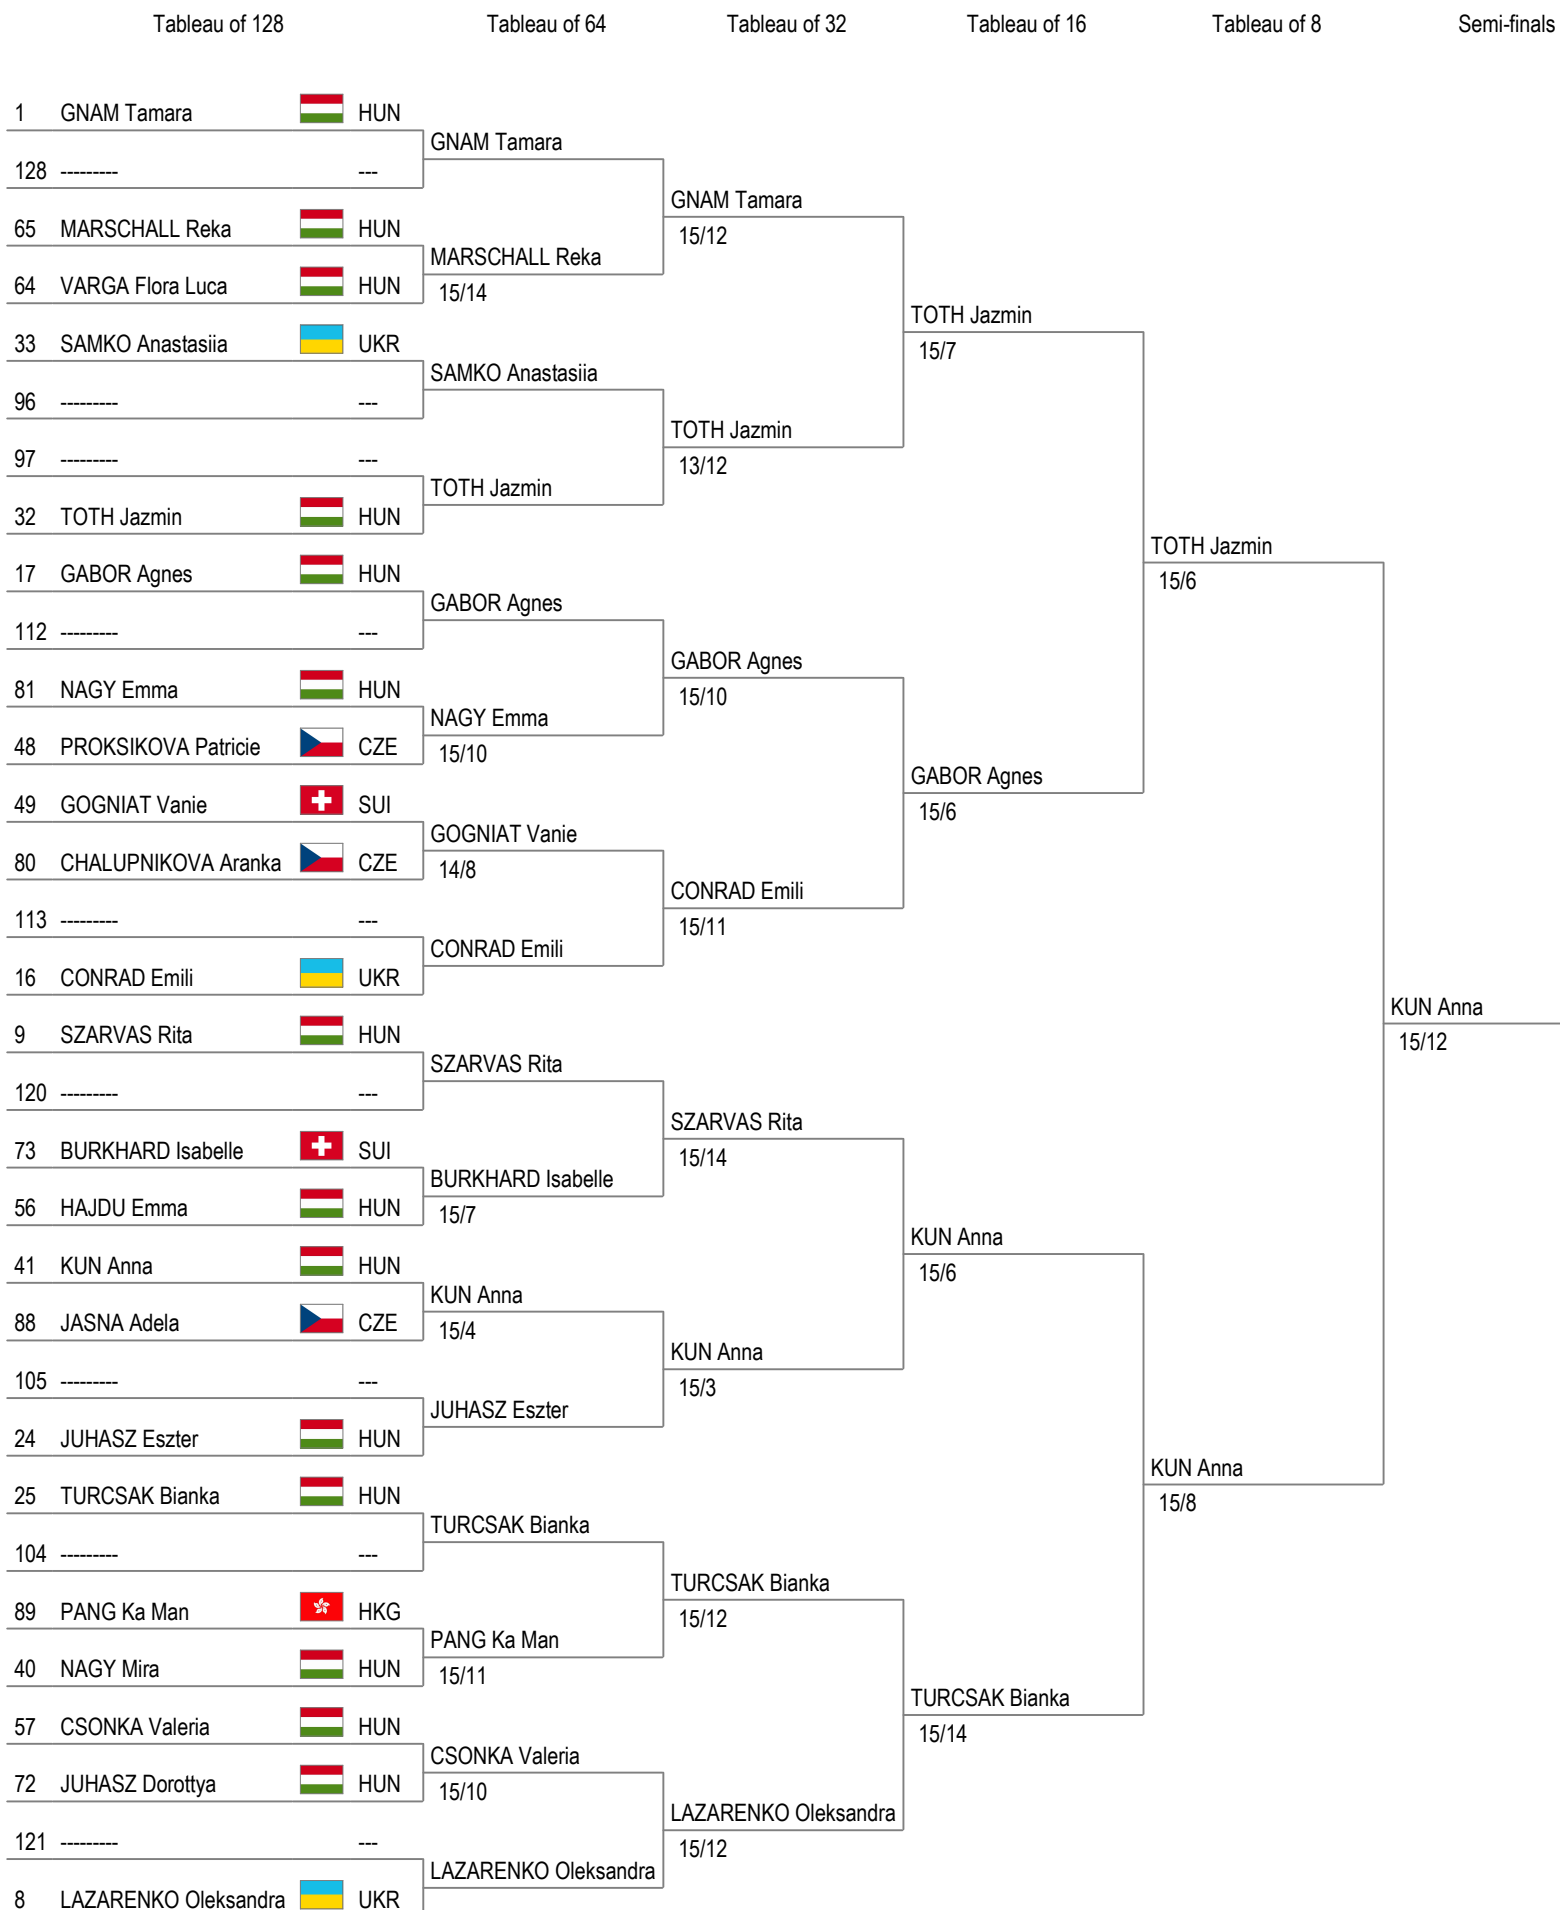 Tableau of 128 Tableau of 64 Tableau of 32 Tableau of 16 Tableau of 8 Semi-finals
1 GNAM Tamara HUN
GNAM Tamara
128 --------- ---
GNAM Tamara
65 MARSCHALL Reka HUN
15/12
MARSCHALL Reka
64 VARGA Flora Luca HUN
15/14
TOTH Jazmin
33 SAMKO Anastasiia UKR
15/7
SAMKO Anastasiia
96 --------- ---
TOTH Jazmin
97 --------- ---
13/12
TOTH Jazmin
32 TOTH Jazmin HUN
TOTH Jazmin
17 GABOR Agnes HUN
15/6
GABOR Agnes
112 --------- ---
GABOR Agnes
81 NAGY Emma HUN
15/10
NAGY Emma
48 PROKSIKOVA Patricie CZE
15/10
GABOR Agnes
49 GOGNIAT Vanie SUI
15/6
GOGNIAT Vanie
80 CHALUPNIKOVA Aranka CZE
14/8
CONRAD Emili
113 --------- ---
15/11
CONRAD Emili
16 CONRAD Emili UKR
KUN Anna
9 SZARVAS Rita HUN
15/12
SZARVAS Rita
120 --------- ---
SZARVAS Rita
73 BURKHARD Isabelle SUI
15/14
BURKHARD Isabelle
56 HAJDU Emma HUN
15/7
KUN Anna
41 KUN Anna HUN
15/6
KUN Anna
88 JASNA Adela CZE
15/4
KUN Anna
105 --------- ---
15/3
JUHASZ Eszter
24 JUHASZ Eszter HUN
KUN Anna
25 TURCSAK Bianka HUN
15/8
TURCSAK Bianka
104 --------- ---
TURCSAK Bianka
89 PANG Ka Man HKG
15/12
PANG Ka Man
40 NAGY Mira HUN
15/11
TURCSAK Bianka
57 CSONKA Valeria HUN
15/14
CSONKA Valeria
72 JUHASZ Dorottya HUN
15/10
LAZARENKO Oleksandra
121 --------- ---
15/12
LAZARENKO Oleksandra
8 LAZARENKO Oleksandra UKR